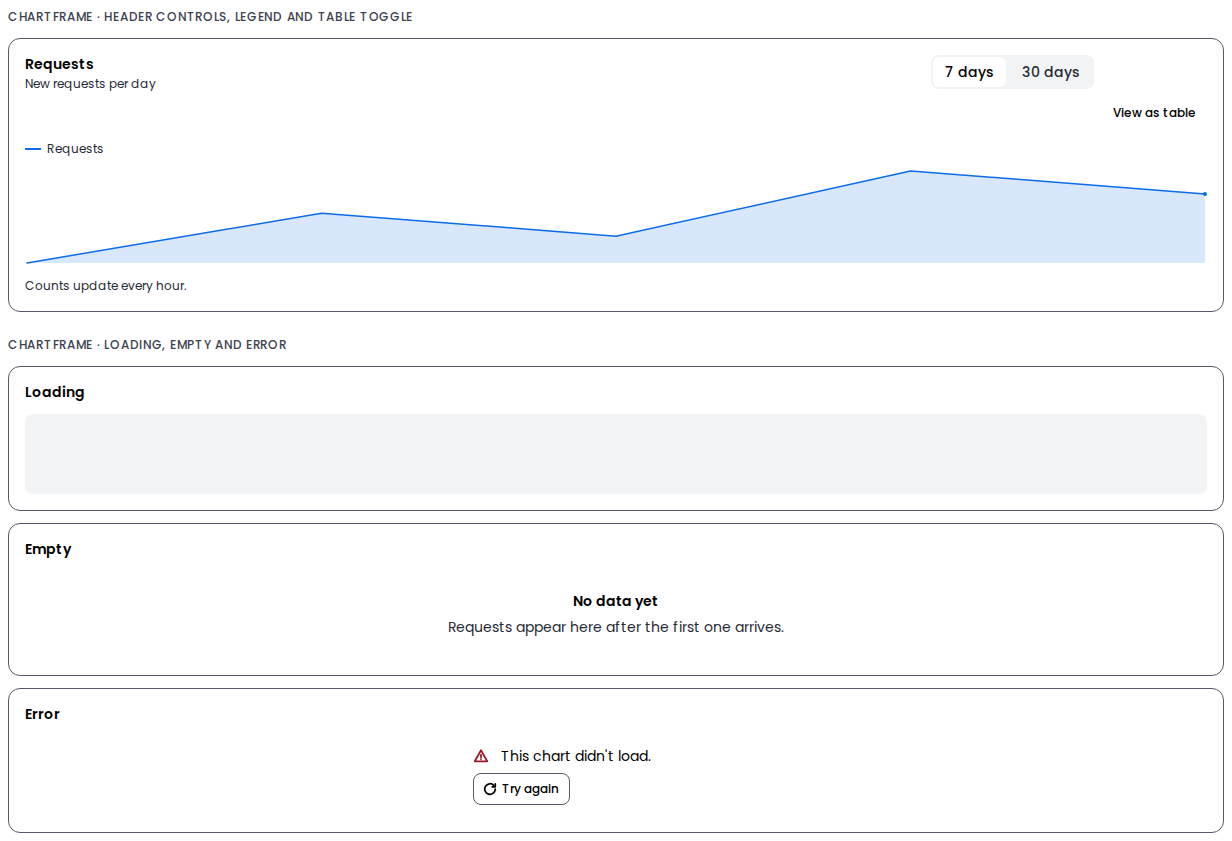 CHARTFRAME · HEADER CONTROLS, LEGEND AND TABLE TOGGLE
Requests
New requests per day
7 days
30 days
View as table
Requests
Counts update every hour.
CHARTFRAME · LOADING, EMPTY AND ERROR
Loading
Empty
No data yet
Requests appear here after the first one arrives.
Error
This chart didn't load.
Try again